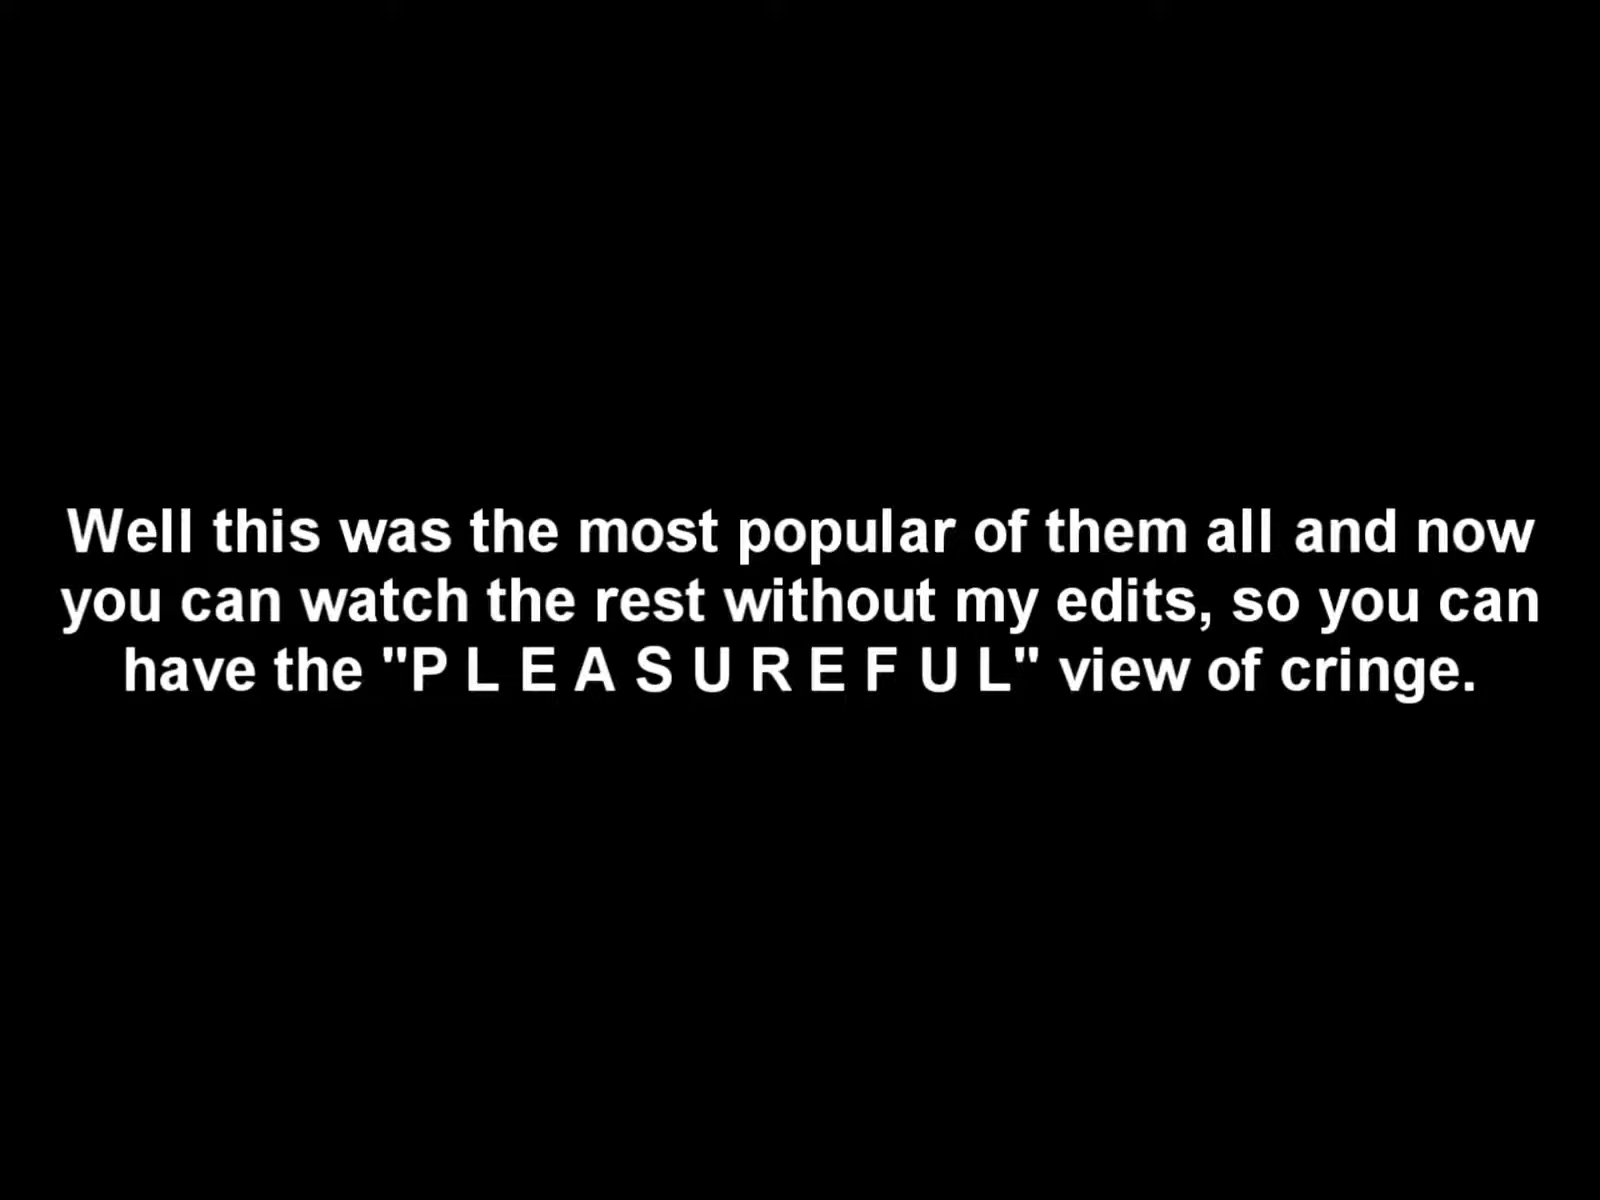 Well this was the most popular of them all and now
you can watch the rest without my edits, so you can
have the "P L E A S U R E F U L" view of cringe.